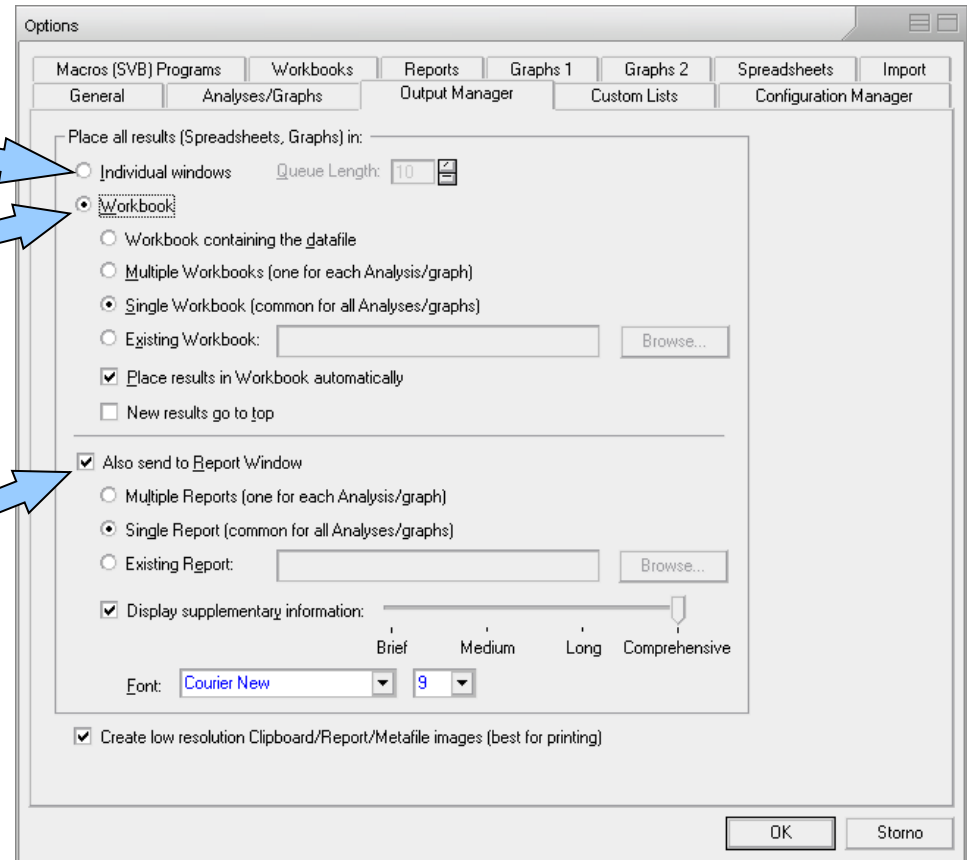 Options
Macros (SVB) Programs Workbooks Reports Graphs 1 Graphs 2 Spreadsheets Import
General Analyses/Graphs Output Manager Custom Lists Configuration Manager
Place all results (Spreadsheets, Graphs) in:
Individual windows Queue Length: 10
Workbook
Workbook containing the datafile
Multiple Workbooks (one for each Analysis/graph)
Single Workbook (common for all Analyses/graphs)
Existing Workbook: Browse...
Place results in Workbook automatically
New results go to top
Also send to Report Window
Multiple Reports (one for each Analysis/graph)
Single Report (common for all Analyses/graphs)
Existing Report: Browse...
Display supplementary information:
Brief Medium Long Comprehensive
Font: Courier New 9
Create low resolution Clipboard/Report/Metafile images (best for printing)
OK Storno